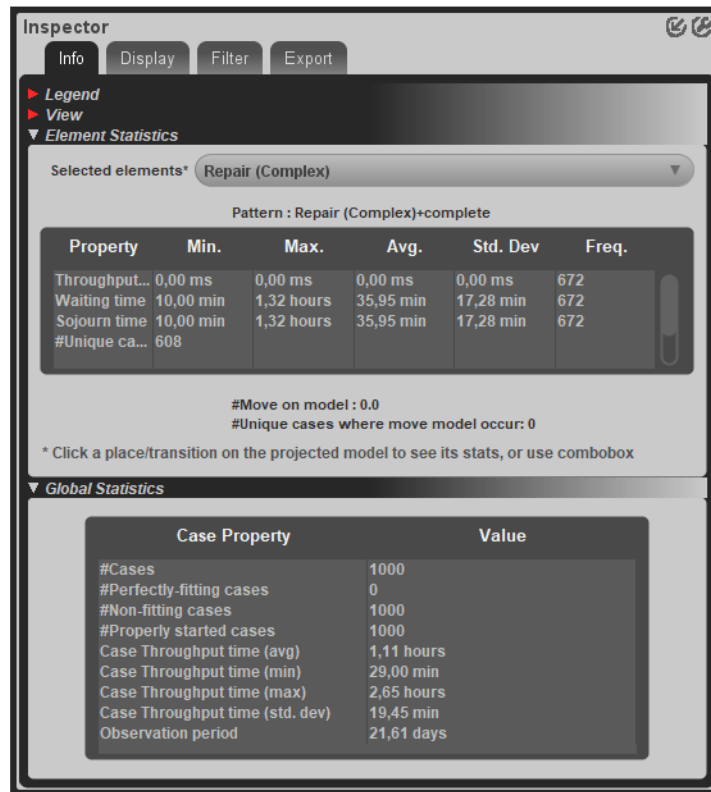 Inspector
Info Display Filter Export
Legend
View
Element Statistics
Selected elements* Repair (Complex)
Pattern : Repair (Complex)+complete
Property Min. Max. Avg. Std. Dev Freq.
Throughput... 0,00 ms 0,00 ms 0,00 ms 0,00 ms 672
Waiting time 10,00 min 1,32 hours 35,95 min 17,28 min 672
Sojourn time 10,00 min 1,32 hours 35,95 min 17,28 min 672
#Unique ca... 608
#Move on model : 0.0
#Unique cases where move model occur: 0
* Click a place/transition on the projected model to see its stats, or use combobox
Global Statistics
Case Property Value
#Cases 1000
#Perfectly-fitting cases 0
#Non-fitting cases 1000
#Properly started cases 1000
Case Throughput time (avg) 1,11 hours
Case Throughput time (min) 29,00 min
Case Throughput time (max) 2,65 hours
Case Throughput time (std. dev) 19,45 min
Observation period 21,61 days